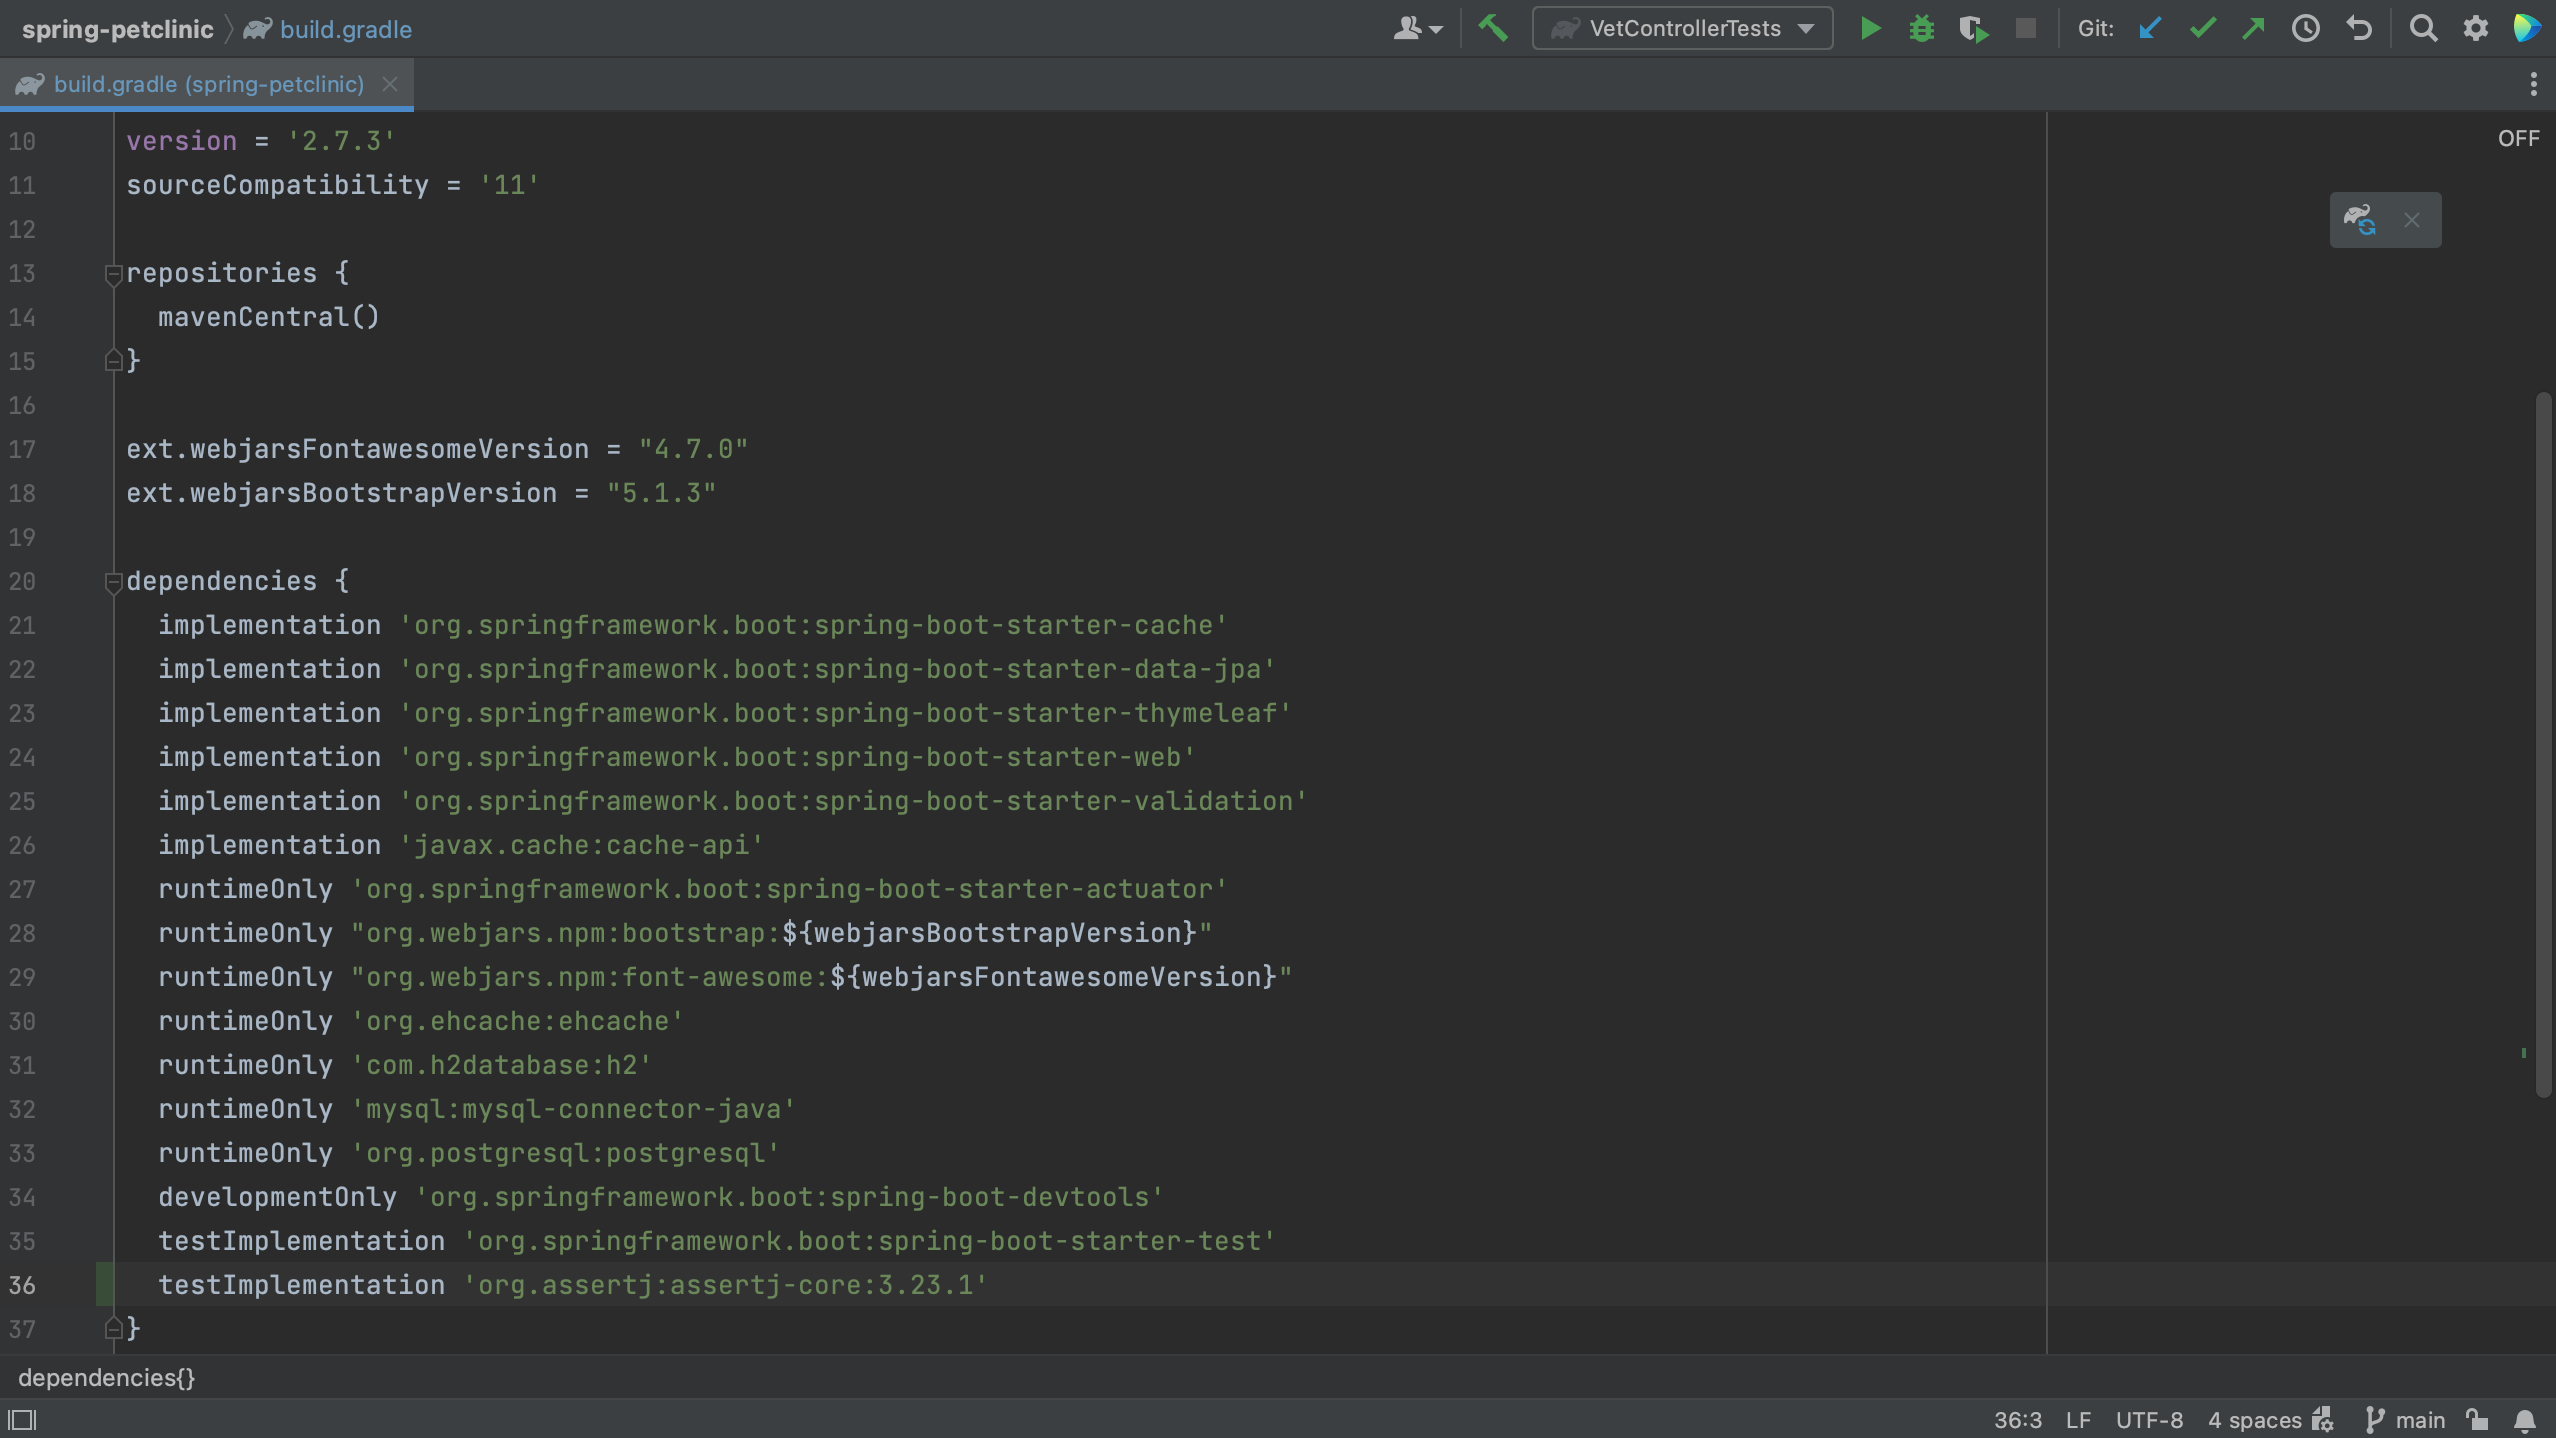 spring-petclinic build.gradle VetControllerTests Git:
build.gradle (spring-petclinic)
OFF
10 version = '2.7.3'
11 sourceCompatibility = '11'
12
13 repositories {
14 mavenCentral()
15 }
16
17 ext.webjarsFontawesomeVersion = "4.7.0"
18 ext.webjarsBootstrapVersion = "5.1.3"
19
20 dependencies {
21 implementation 'org.springframework.boot:spring-boot-starter-cache'
22 implementation 'org.springframework.boot:spring-boot-starter-data-jpa'
23 implementation 'org.springframework.boot:spring-boot-starter-thymeleaf'
24 implementation 'org.springframework.boot:spring-boot-starter-web'
25 implementation 'org.springframework.boot:spring-boot-starter-validation'
26 implementation 'javax.cache:cache-api'
27 runtimeOnly 'org.springframework.boot:spring-boot-starter-actuator'
28 runtimeOnly "org.webjars.npm:bootstrap:${webjarsBootstrapVersion}"
29 runtimeOnly "org.webjars.npm:font-awesome:${webjarsFontawesomeVersion}"
30 runtimeOnly 'org.ehcache:ehcache'
31 runtimeOnly 'com.h2database:h2'
32 runtimeOnly 'mysql:mysql-connector-java'
33 runtimeOnly 'org.postgresql:postgresql'
34 developmentOnly 'org.springframework.boot:spring-boot-devtools'
35 testImplementation 'org.springframework.boot:spring-boot-starter-test'
36 testImplementation 'org.assertj:assertj-core:3.23.1'
37 }
dependencies{}
36:3 LF UTF-8 4 spaces main